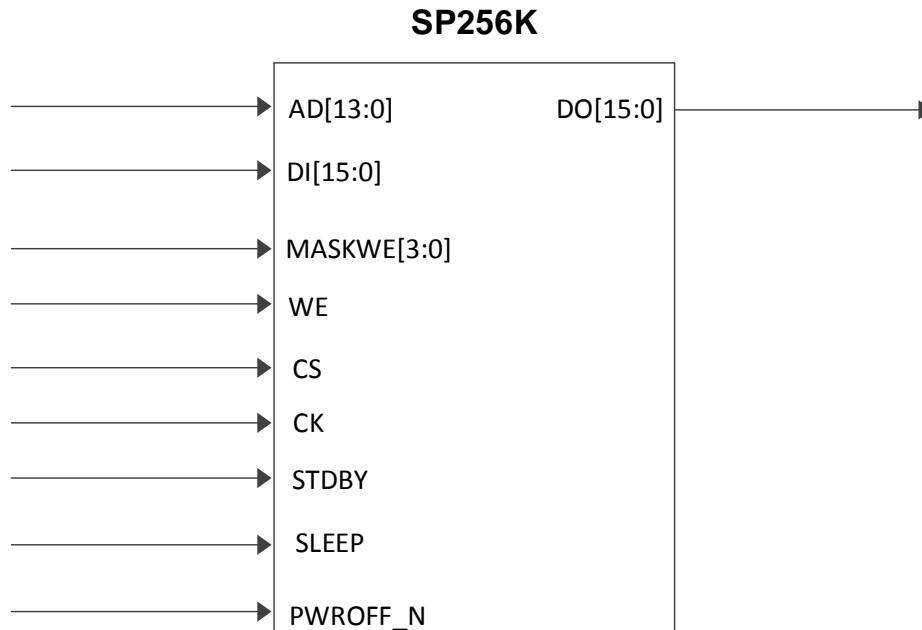 SP256K
AD[13:0] DO[15:0]
DI[15:0]
MASKWE[3:0]
WE
CS
CK
STDBY
SLEEP
PWROFF_N